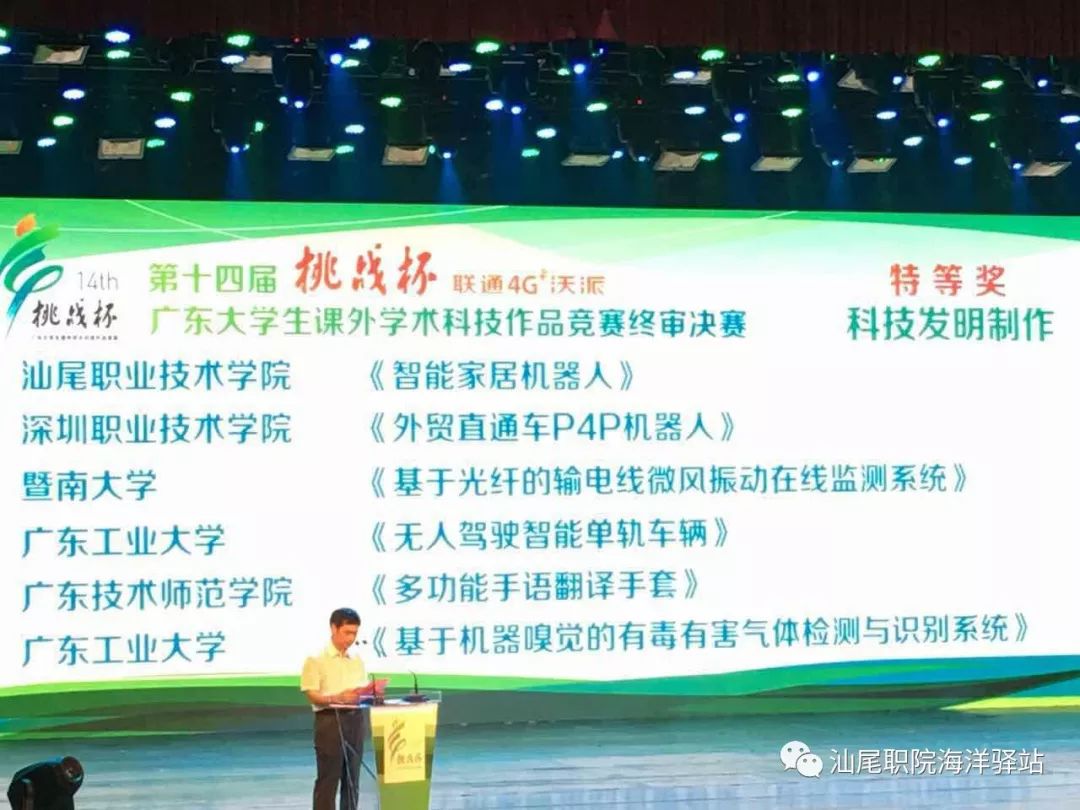 14th
挑战杯
第十四届 挑战杯 联通4G+沃派
特等奖
广东大学生课外学术科技作品竞赛终审决赛
科技发明制作
汕尾职业技术学院 《智能家居机器人》
深圳职业技术学院 《外贸直通车P4P机器人》
暨南大学 《基于光纤的输电线微风振动在线监测系统》
广东工业大学 《无人驾驶智能单轨车辆》
广东技术师范学院 《多功能手语翻译手套》
广东工业大学 《基于机器嗅觉的有毒有害气体检测与识别系统》
挑战杯
汕尾职院海洋驿站